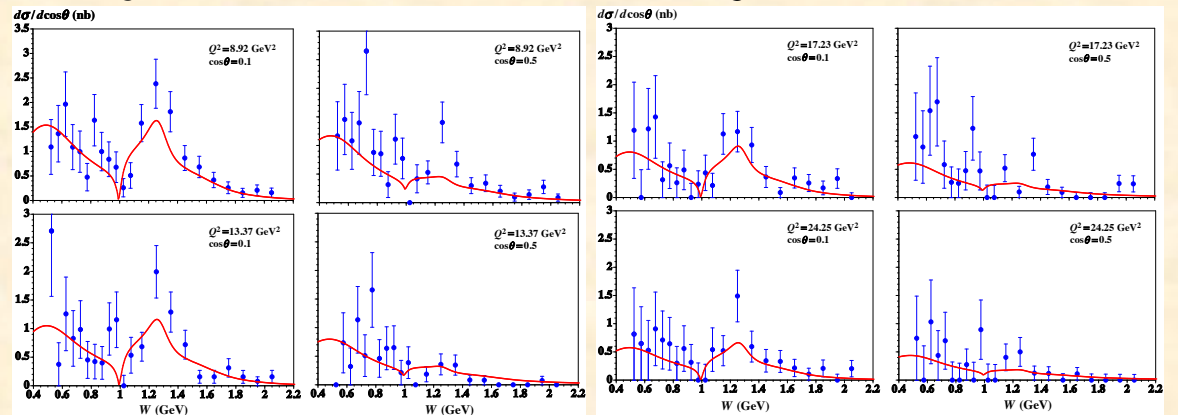 dσ/dcosθ (nb)
3.5
3
2.5
2
1.5
1
0.5
0
Q²=8.92 GeV²
cosθ=0.1
Q²=8.92 GeV²
cosθ=0.5
3
2.5
2
1.5
1
0.5
0
Q²=13.37 GeV²
cosθ=0.1
Q²=13.37 GeV²
cosθ=0.5
0.4 0.6 0.8 1 1.2 1.4 1.6 1.8 2 2.2
0.4 0.6 0.8 1 1.2 1.4 1.6 1.8 2 2.2
W (GeV)
W (GeV)
dσ/dcosθ (nb)
3
2.5
2
1.5
1
0.5
0
Q²=17.23 GeV²
cosθ=0.1
Q²=17.23 GeV²
cosθ=0.5
3
2.5
2
1.5
1
0.5
0
Q²=24.25 GeV²
cosθ=0.1
Q²=24.25 GeV²
cosθ=0.5
0.4 0.6 0.8 1 1.2 1.4 1.6 1.8 2 2.2
0.4 0.6 0.8 1 1.2 1.4 1.6 1.8 2 2.2
W (GeV)
W (GeV)